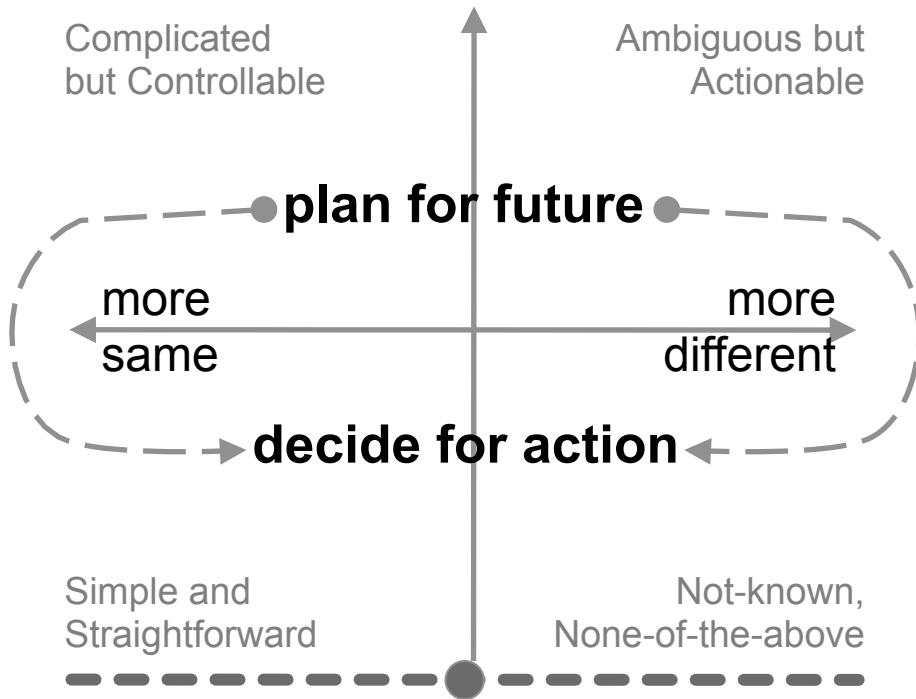 Complicated
but Controllable
Ambiguous but
Actionable
plan for future
more
same
more
different
decide for action
Simple and
Straightforward
Not-known,
None-of-the-above